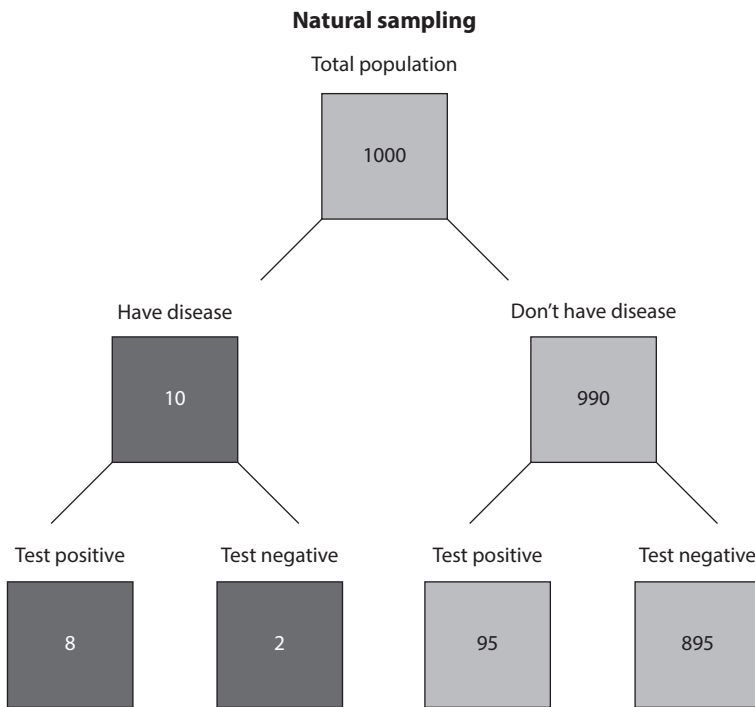 Natural sampling
Total population
1000
Have disease
Don’t have disease
10
990
Test positive
Test negative
Test positive
Test negative
8
2
95
895